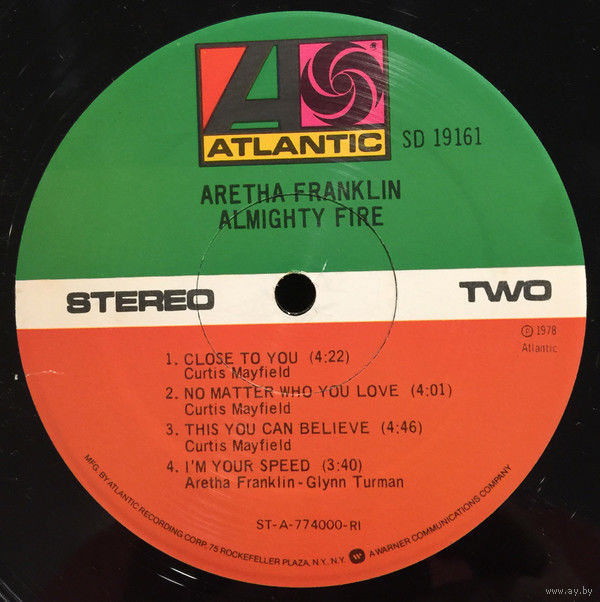 ATLANTIC
SD 19161
ARETHA FRANKLIN
ALMIGHTY FIRE
STEREO
TWO
℗ 1978
Atlantic
1. CLOSE TO YOU (4:22)
Curtis Mayfield
2. NO MATTER WHO YOU LOVE (4:01)
Curtis Mayfield
3. THIS YOU CAN BELIEVE (4:46)
Curtis Mayfield
4. I'M YOUR SPEED (3:40)
Aretha Franklin-Glynn Turman
ST-A-774000-RI
MFG. BY ATLANTIC RECORDING CORP. 75 ROCKEFELLER PLAZA, N.Y., N.Y. A WARNER COMMUNICATIONS COMPANY
www.ay.by